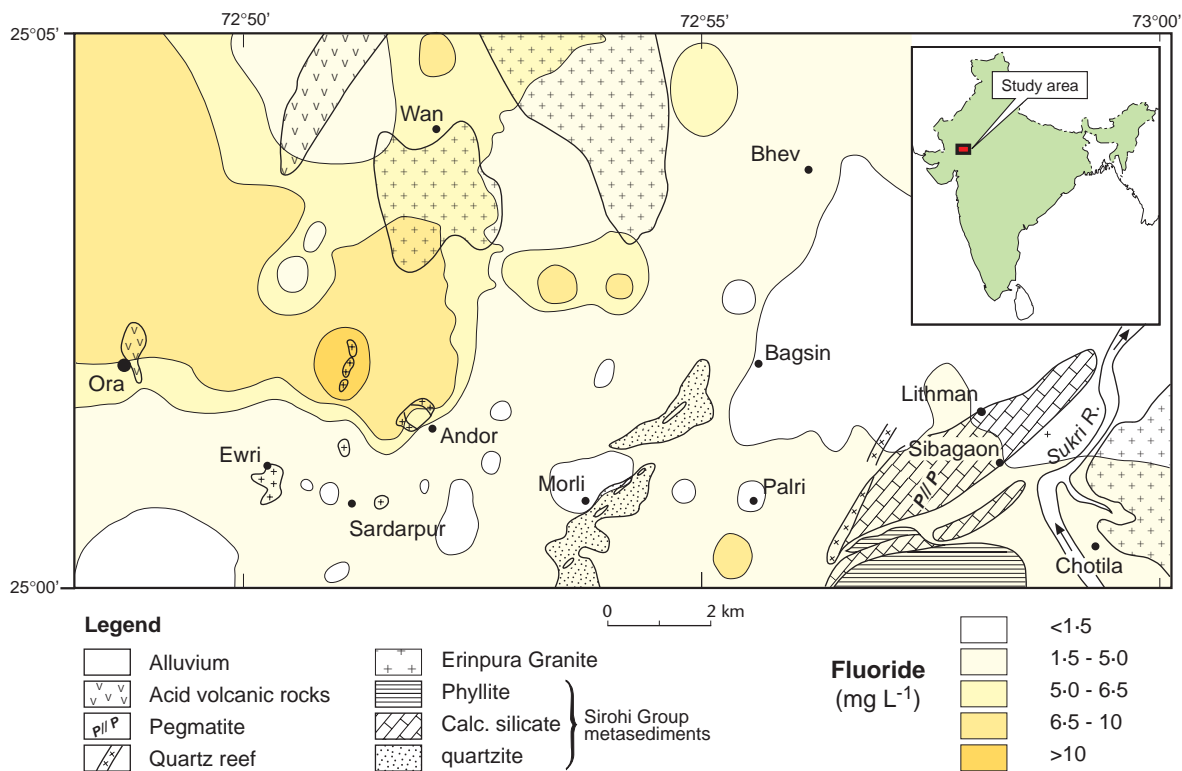 72°50'
72°55'
73°00'
25°05'
Study area
Wan
Bhev
Ora
Bagsin
Lithman
Andor
Sukri R.
Ewri
Sibagaon
P//P
Morli
Palri
Sardarpur
Chotila
25°00'
0 2 km
Legend
Alluvium
Acid volcanic rocks
P//P Pegmatite
Quartz reef
Erinpura Granite
Phyllite
Calc. silicate
quartzite
Sirohi Group
metasediments
Fluoride
(mg L-1)
<1·5
1·5 - 5·0
5·0 - 6·5
6·5 - 10
>10